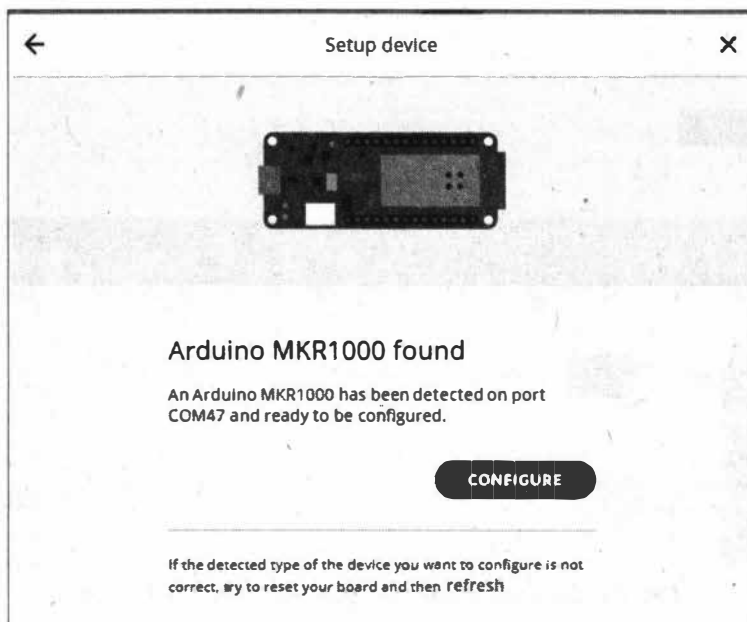 Setup device
Arduino MKR1000 found
An Arduino MKR1000 has been detected on port
COM47 and ready to be configured.
CONFIGURE
If the detected type of the device you want to configure is not
correct, try to reset your board and then refresh